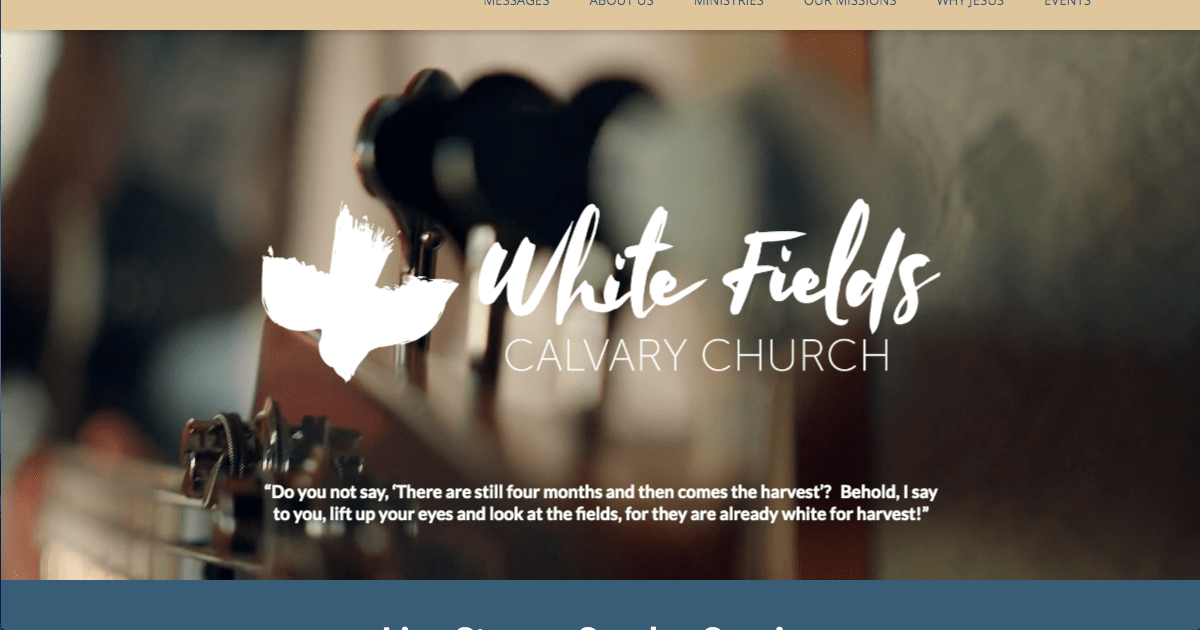 MESSAGES ABOUT US MINISTRIES OUR MISSIONS WHY JESUS EVENTS
White Fields
CALVARY CHURCH
“Do you not say, ‘There are still four months and then comes the harvest’? Behold, I say
to you, lift up your eyes and look at the fields, for they are already white for harvest!”